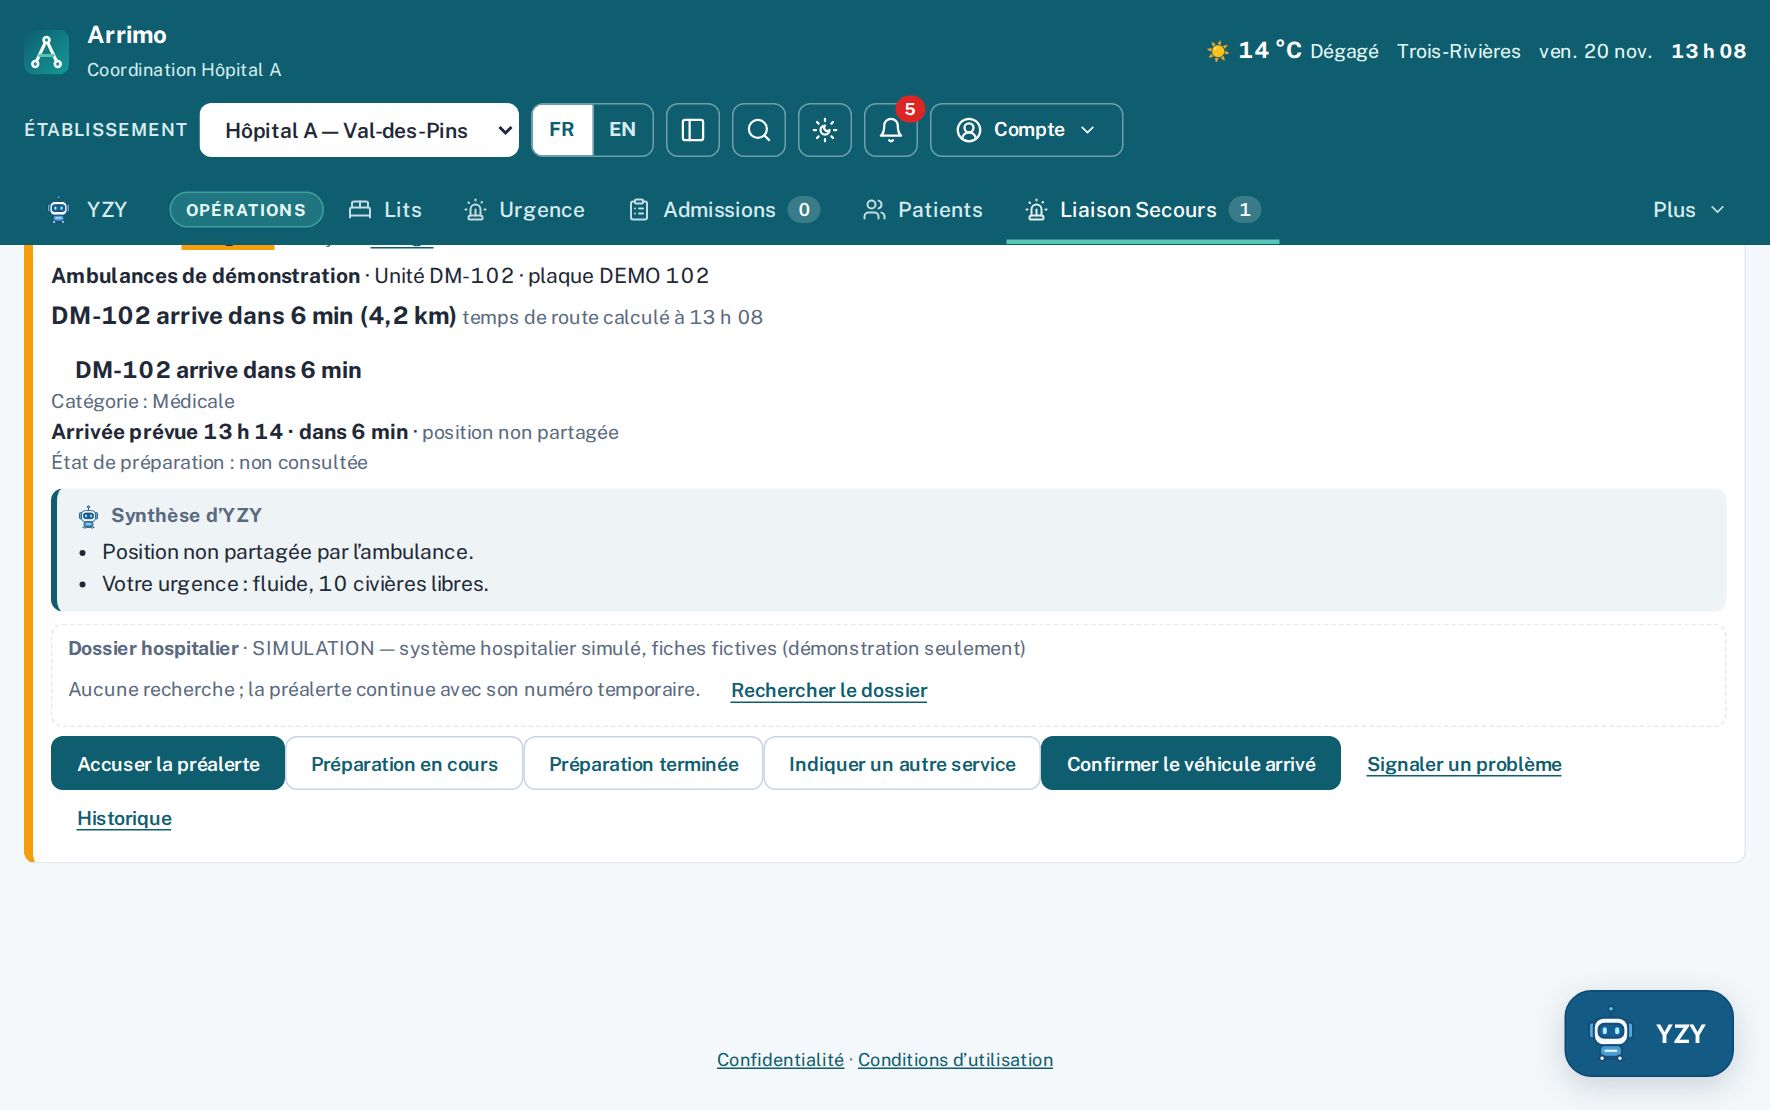 Arrimo
Coordination Hôpital A
☀️ 14 °C Dégagé Trois-Rivières ven. 20 nov. 13 h 08
ÉTABLISSEMENT Hôpital A — Val-des-Pins FR EN 5 Compte
YZY OPÉRATIONS Lits Urgence Admissions 0 Patients Liaison Secours 1 Plus
Ambulances de démonstration · Unité DM-102 · plaque DEMO 102
DM-102 arrive dans 6 min (4,2 km) temps de route calculé à 13 h 08
DM-102 arrive dans 6 min
Catégorie : Médicale
Arrivée prévue 13 h 14 · dans 6 min · position non partagée
État de préparation : non consultée
Synthèse d’YZY
• Position non partagée par l’ambulance.
• Votre urgence : fluide, 10 civières libres.
Dossier hospitalier · SIMULATION — système hospitalier simulé, fiches fictives (démonstration seulement)
Aucune recherche ; la préalerte continue avec son numéro temporaire. Rechercher le dossier
Accuser la préalerte Préparation en cours Préparation terminée Indiquer un autre service Confirmer le véhicule arrivé Signaler un problème
Historique
YZY
Confidentialité · Conditions d’utilisation